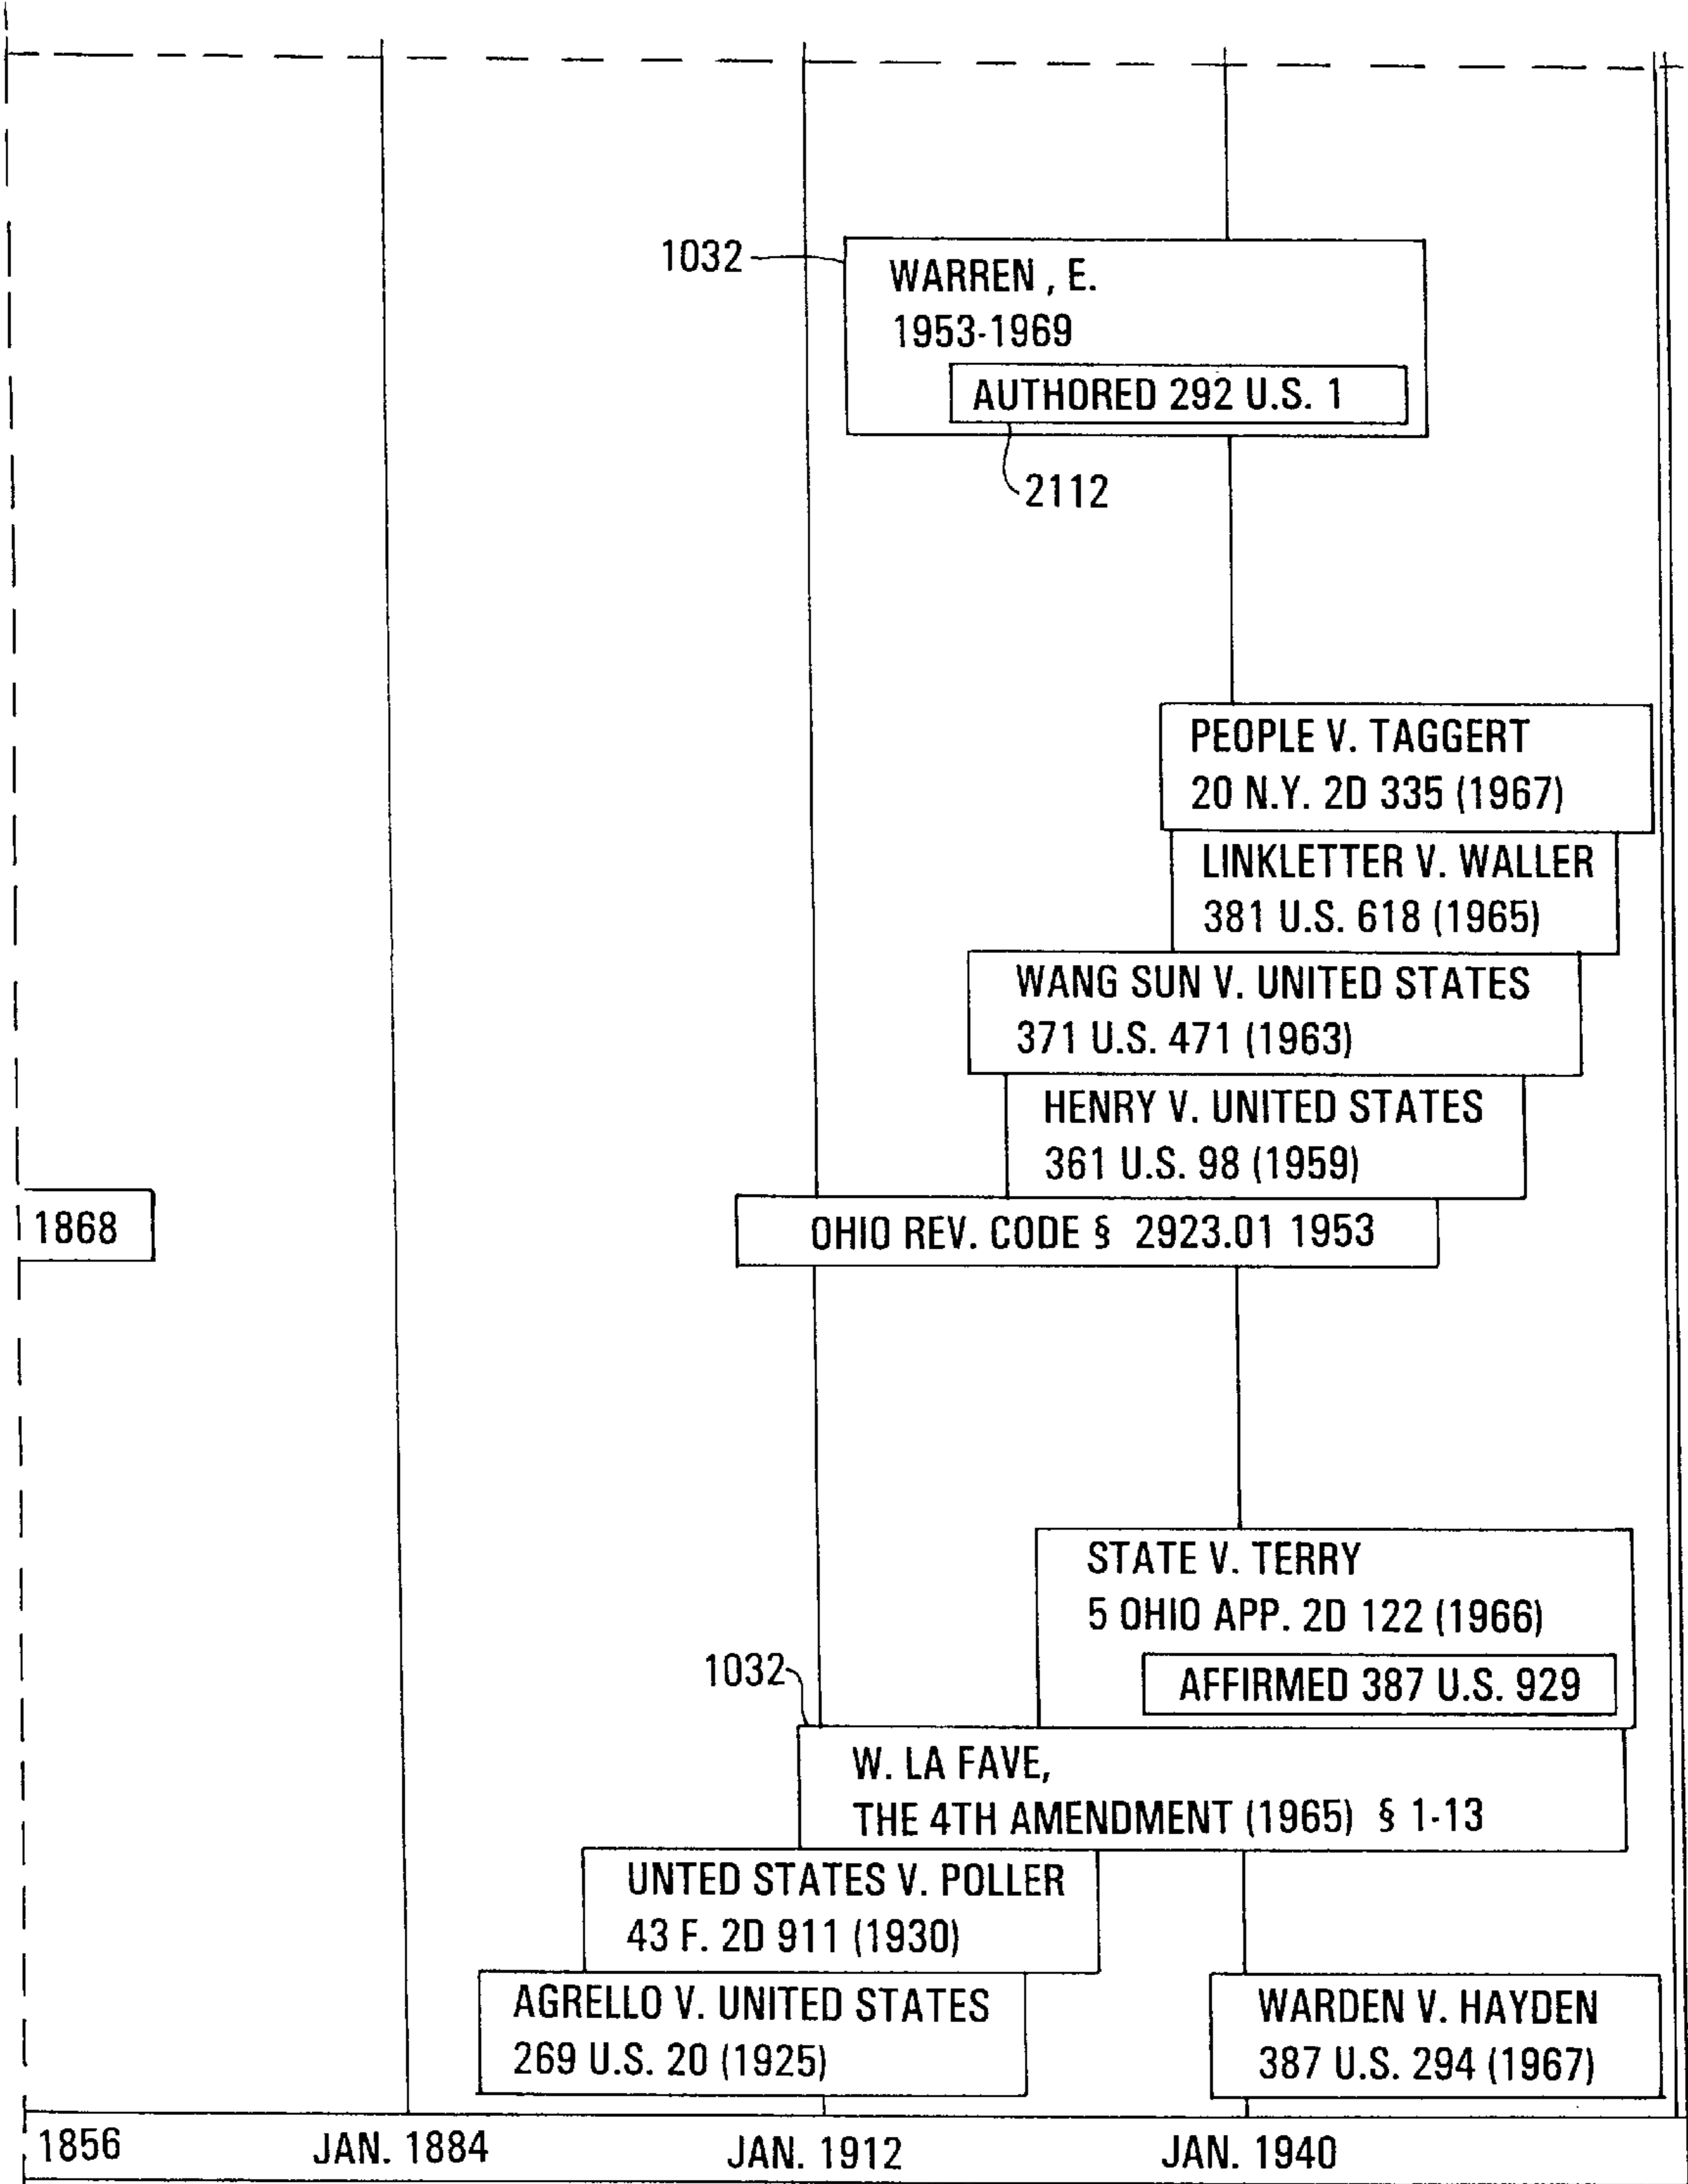 1032
WARREN , E.
1953-1969
AUTHORED 292 U.S. 1
2112
PEOPLE V. TAGGERT
20 N.Y. 2D 335 (1967)
LINKLETTER V. WALLER
381 U.S. 618 (1965)
WANG SUN V. UNITED STATES
371 U.S. 471 (1963)
HENRY V. UNITED STATES
361 U.S. 98 (1959)
1868
OHIO REV. CODE § 2923.01 1953
STATE V. TERRY
5 OHIO APP. 2D 122 (1966)
AFFIRMED 387 U.S. 929
1032
W. LA FAVE,
THE 4TH AMENDMENT (1965) § 1-13
UNTED STATES V. POLLER
43 F. 2D 911 (1930)
AGRELLO V. UNITED STATES
269 U.S. 20 (1925)
WARDEN V. HAYDEN
387 U.S. 294 (1967)
1856 JAN. 1884 JAN. 1912 JAN. 1940